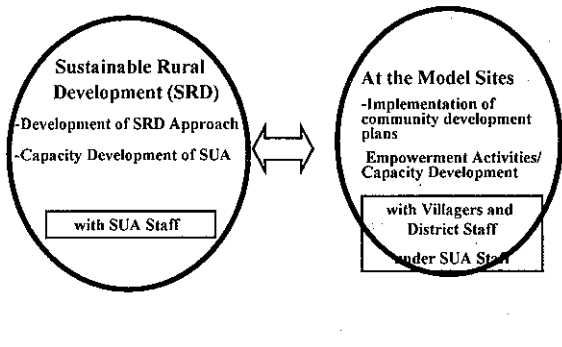 Sustainable Rural
Development (SRD)
-Development of SRD Approach
-Capacity Development of SUA
with SUA Staff
At the Model Sites
-Implementation of
community development
plans
Empowerment Activities/
Capacity Development
with Villagers and
District Staff
under SUA Staff